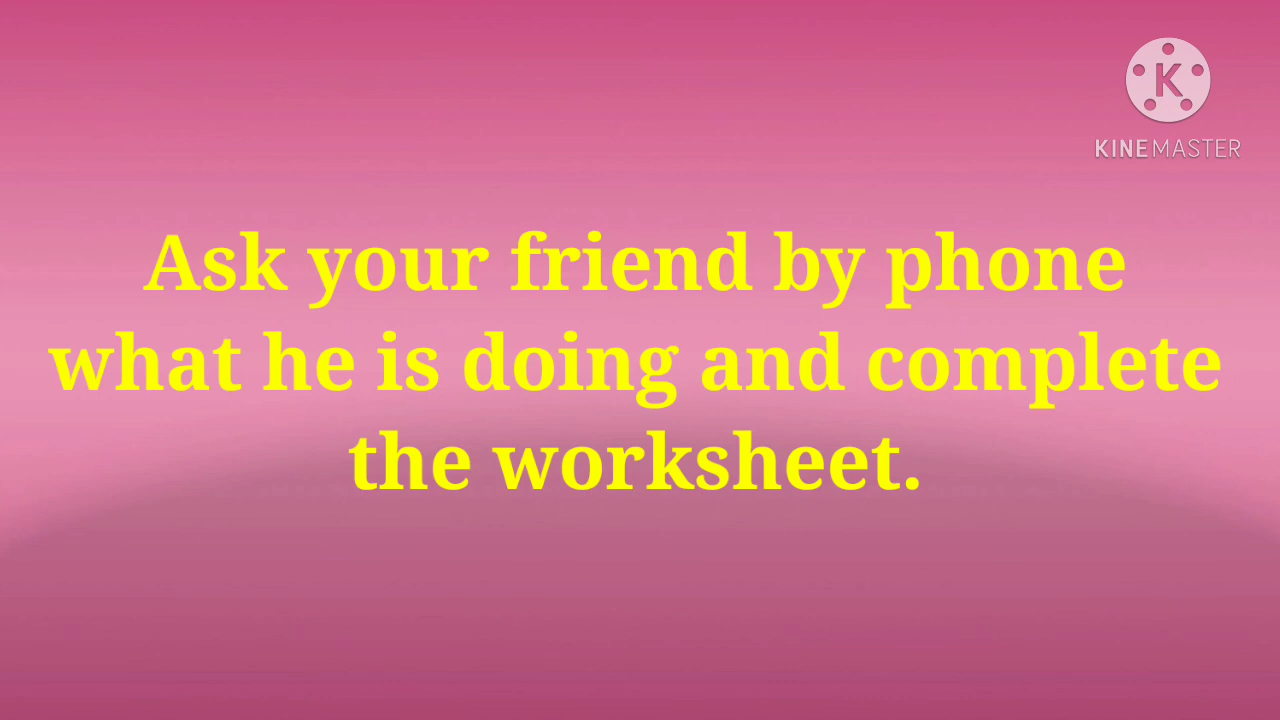 K
KINEMASTER
Ask your friend by phone
what he is doing and complete
the worksheet.